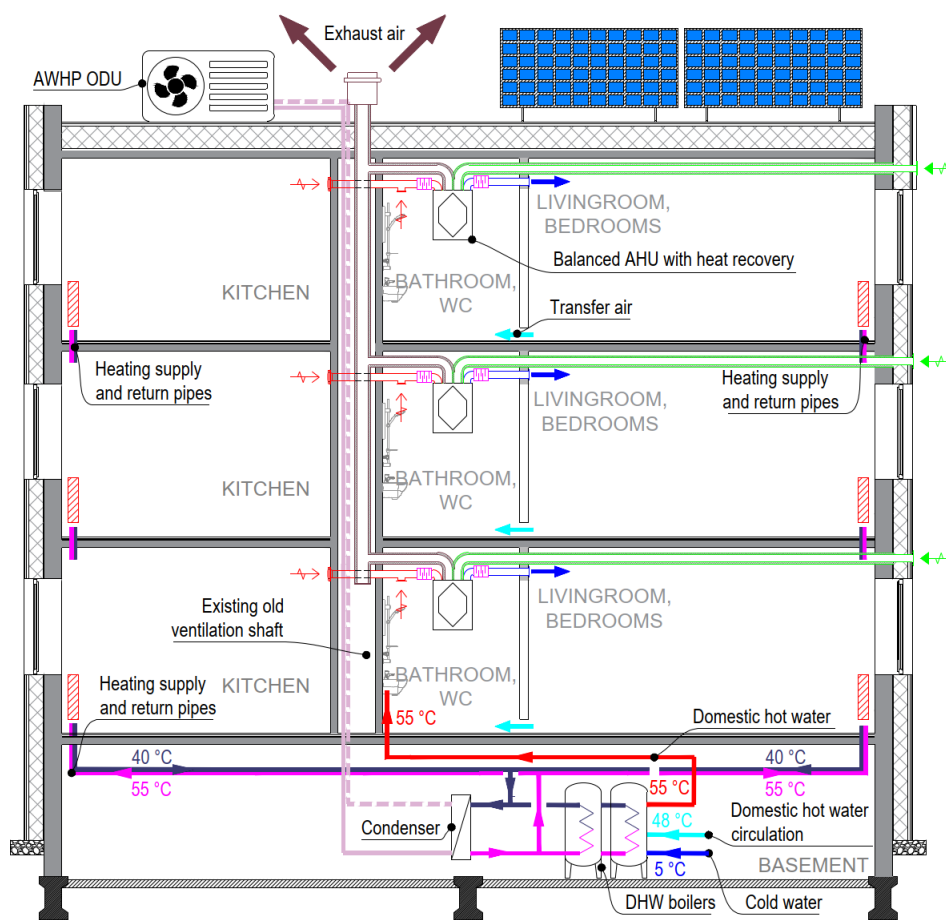 Exhaust air
AWHP ODU
LIVINGROOM,
BEDROOMS
Balanced AHU with heat recovery
KITCHEN
BATHROOM,
WC
Transfer air
Heating supply
and return pipes
Heating supply
and return pipes
LIVINGROOM,
BEDROOMS
KITCHEN
BATHROOM,
WC
Existing old
ventilation shaft
LIVINGROOM,
BEDROOMS
KITCHEN
BATHROOM,
WC
Heating supply
and return pipes
55 °C
Domestic hot water
40 °C
40 °C
55 °C
55 °C
55 °C
Condenser
48 °C
Domestic hot water
circulation
5 °C
BASEMENT
DHW boilers
Cold water